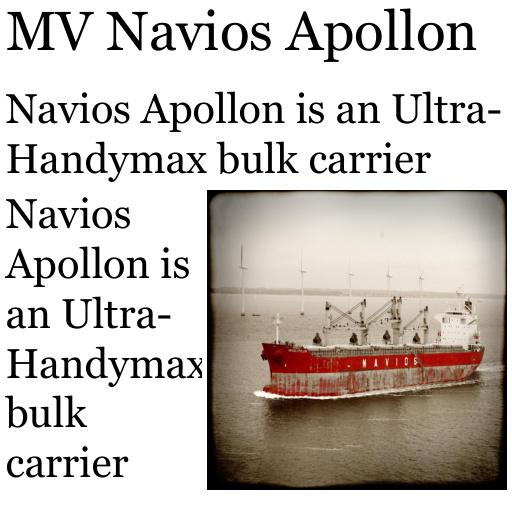 MV Navios Apollon
Navios Apollon is an Ultra-
Handymax bulk carrier
Navios
Apollon is
an Ultra-
Handymax
bulk
carrier
NAVIOS